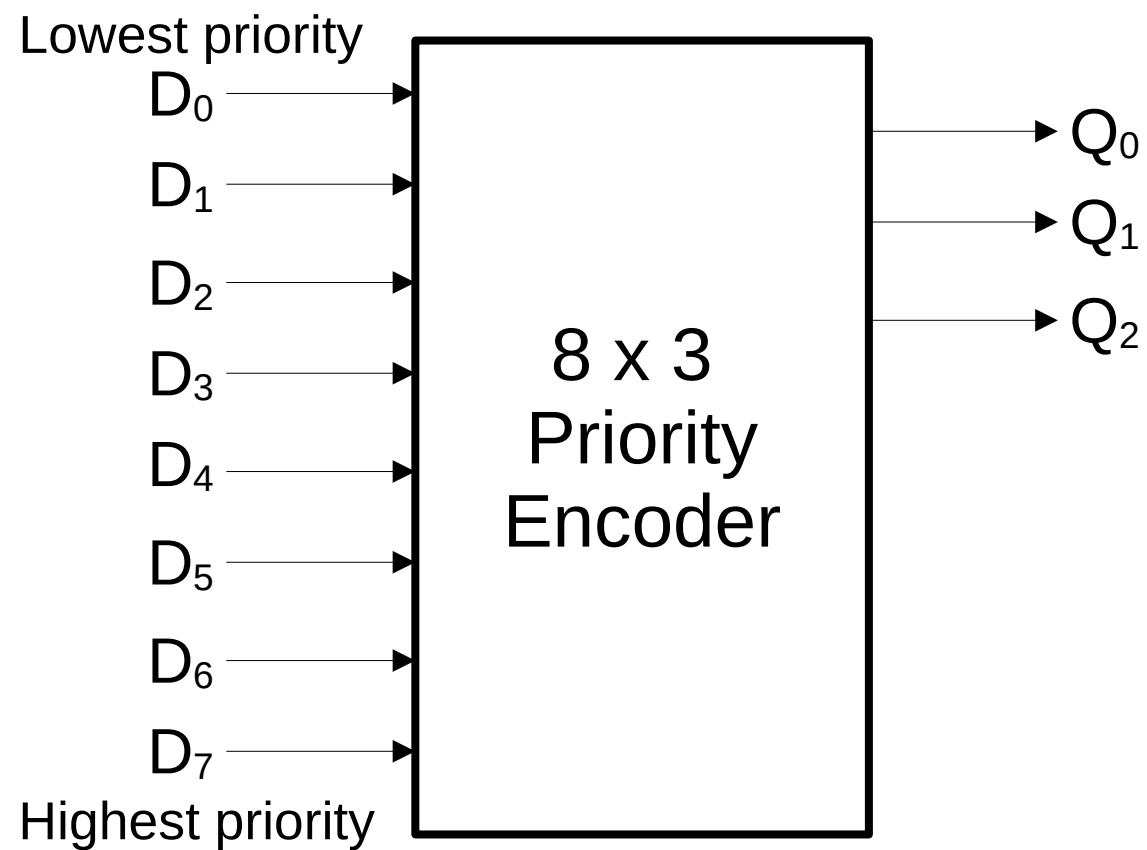 Lowest priority
D₀
D₁
D₂
D₃
D₄
D₅
D₆
D₇
Highest priority
8 x 3
Priority
Encoder
Q₀
Q₁
Q₂